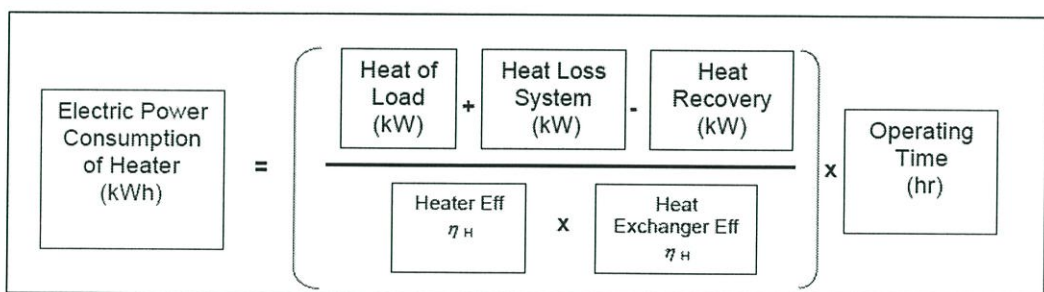 Electric Power
Consumption
of Heater
(kWh)
=
Heat of
Load
(kW)
+
Heat Loss
System
(kW)
-
Heat
Recovery
(kW)
Heater Eff
η H
x
Heat
Exchanger Eff
η H
x
Operating
Time
(hr)